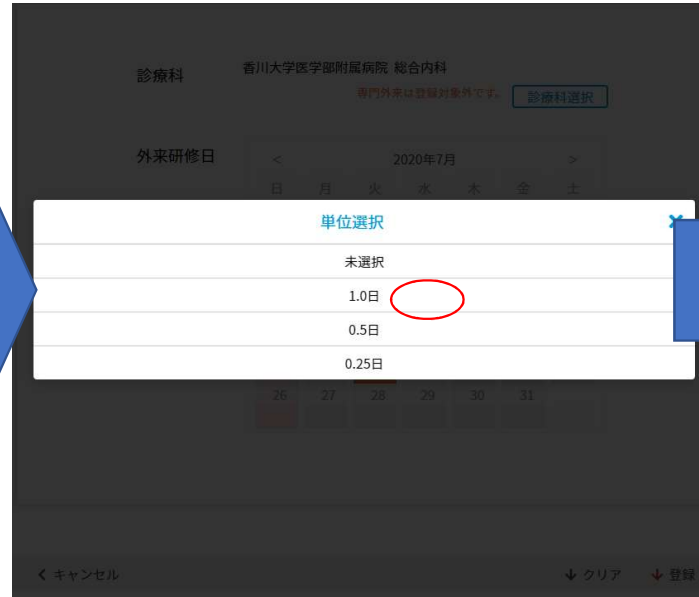 診療科
香川大学医学部附属病院 総合内科
専門外来は登録対象外です。
診療科選択
外来研修日
< 2020年7月 >
日 月 火 水 木 金 土
単位選択 ×
未選択
1.0日
0.5日
0.25日
26 27 28 29 30 31
< キャンセル
↓ クリア
↓ 登録